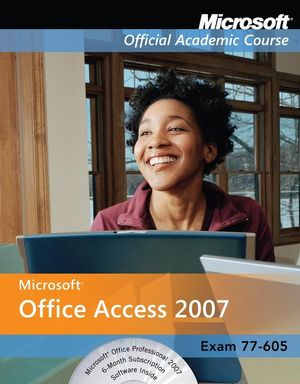 Microsoft®
Official Academic Course
Microsoft®
Office Access 2007
Exam 77-605
Microsoft® Office Professional 2007
6-Month Subscription
Software Inside